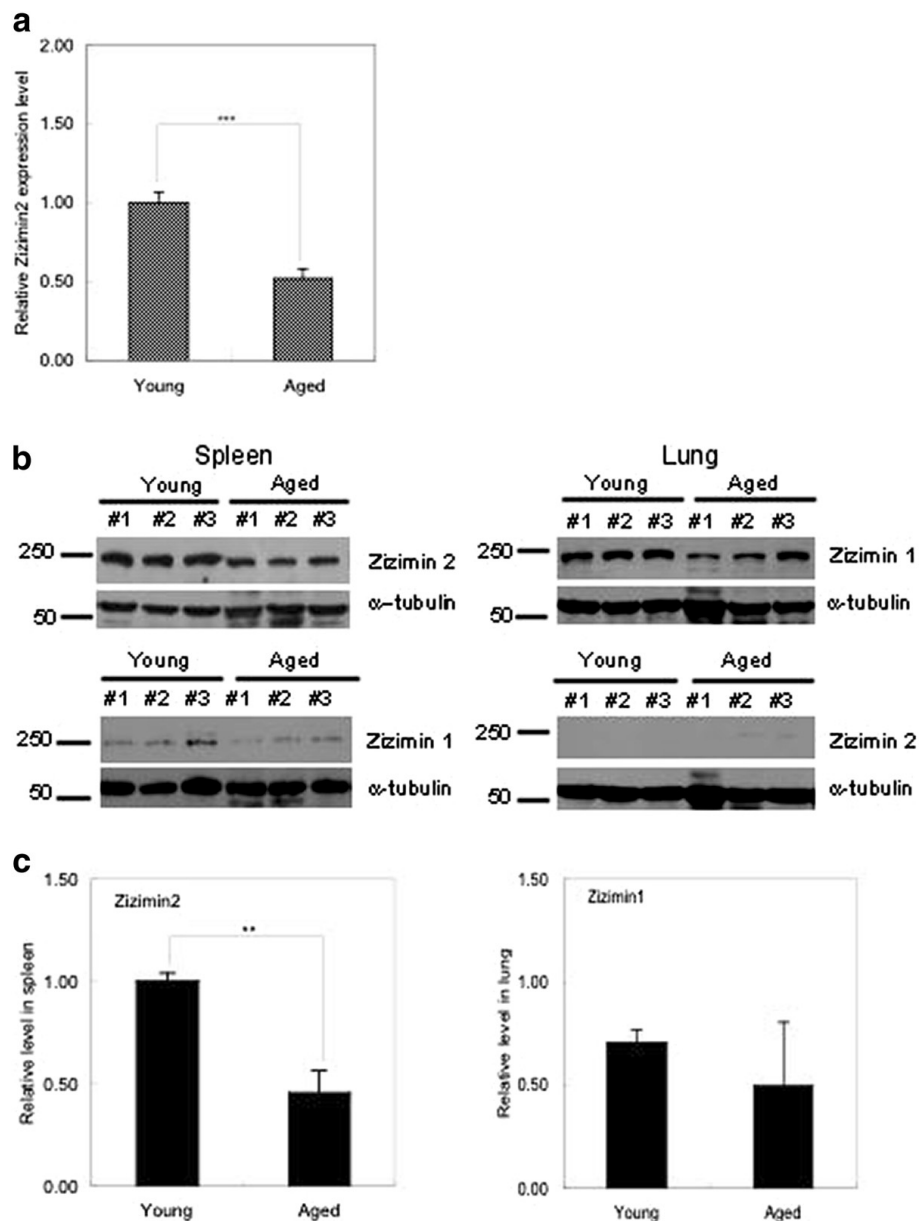 a
Relative Zizimin2 expression level
2.00
1.50
1.00
0.50
0.00
***
Young Aged
b
Spleen
Young Aged
#1 #2 #3 #1 #2 #3
250
Zizimin 2
50
α-tubulin
Young Aged
#1 #2 #3 #1 #2 #3
250
Zizimin 1
50
α-tubulin
Lung
Young Aged
#1 #2 #3 #1 #2 #3
250
Zizimin 1
50
α-tubulin
Young Aged
#1 #2 #3 #1 #2 #3
250
Zizimin 2
50
α-tubulin
c
Relative level in spleen
1.50
1.00
0.50
0.00
Zizimin2
**
Young Aged
Relative level in lung
1.50
1.00
0.50
0.00
Zizimin1
Young Aged